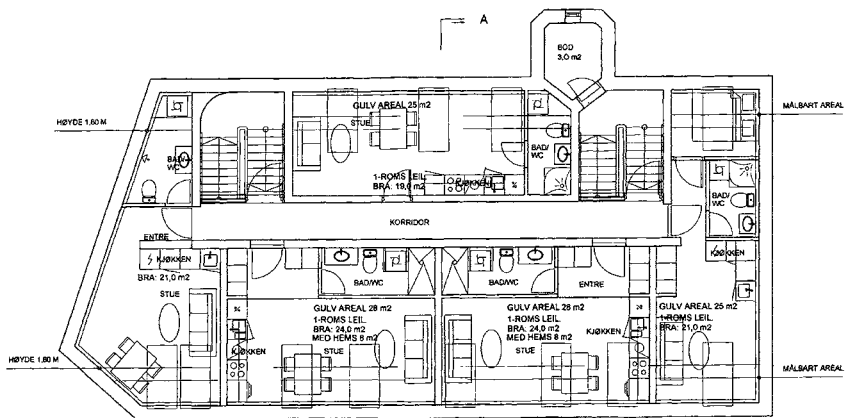 A
BOD
3,0 m2
GULV AREAL 25 m2
MÅLBART AREAL
HØYDE 1,60 M
STUE
BAD/
WC
BAD/
WC
1-ROMS LEIL.
BRA: 19,0 m2
KJØKKEN
BAD/
WC
KORRIDOR
ENTRE
KJØKKEN
BRA: 21,0 m2
STUE
BAD/WC
BAD/WC
ENTRE
KJØKKEN
GULV AREAL 28 m2
1-ROMS LEIL.
BRA: 24,0 m2
MED HEMS 8 m2
STUE
KJØKKEN
GULV AREAL 28 m2
1-ROMS LEIL.
BRA: 24,0 m2
MED HEMS 8 m2
STUE
KJØKKEN
GULV AREAL 25 m2
1-ROMS LEIL.
BRA: 21,0 m2
STUE
HØYDE 1,60 M
MÅLBART AREAL